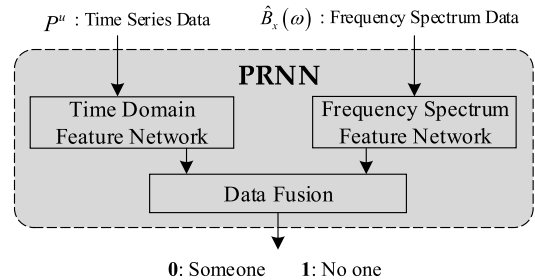 Pᵘ : Time Series Data B̂ₓ(ω) : Frequency Spectrum Data
PRNN
Time Domain Frequency Spectrum
Feature Network Feature Network
Data Fusion
0: Someone 1: No one